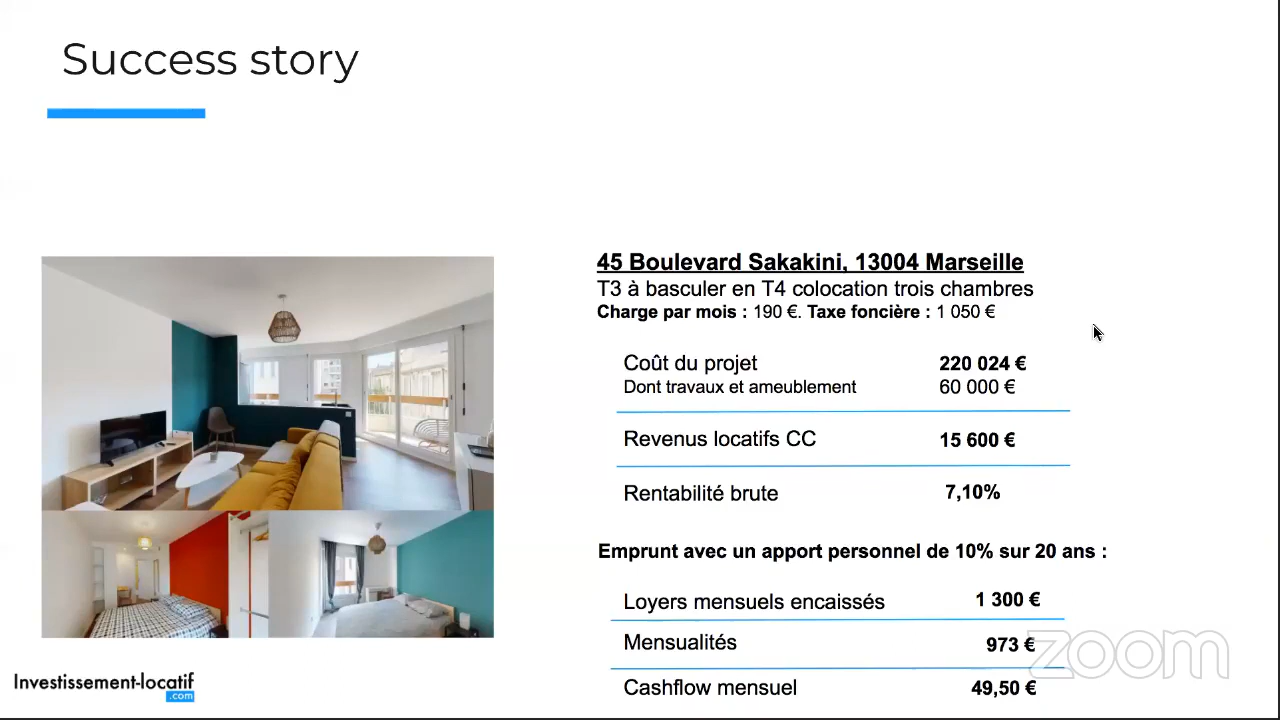 Success story
45 Boulevard Sakakini, 13004 Marseille
T3 à basculer en T4 colocation trois chambres
Charge par mois : 190 €. Taxe foncière : 1 050 €
Coût du projet 220 024 €
Dont travaux et ameublement 60 000 €
Revenus locatifs CC 15 600 €
Rentabilité brute 7,10%
Emprunt avec un apport personnel de 10% sur 20 ans :
Loyers mensuels encaissés 1 300 €
Mensualités 973 €
Cashflow mensuel 49,50 €
zoom
Investissement-locatif
.com